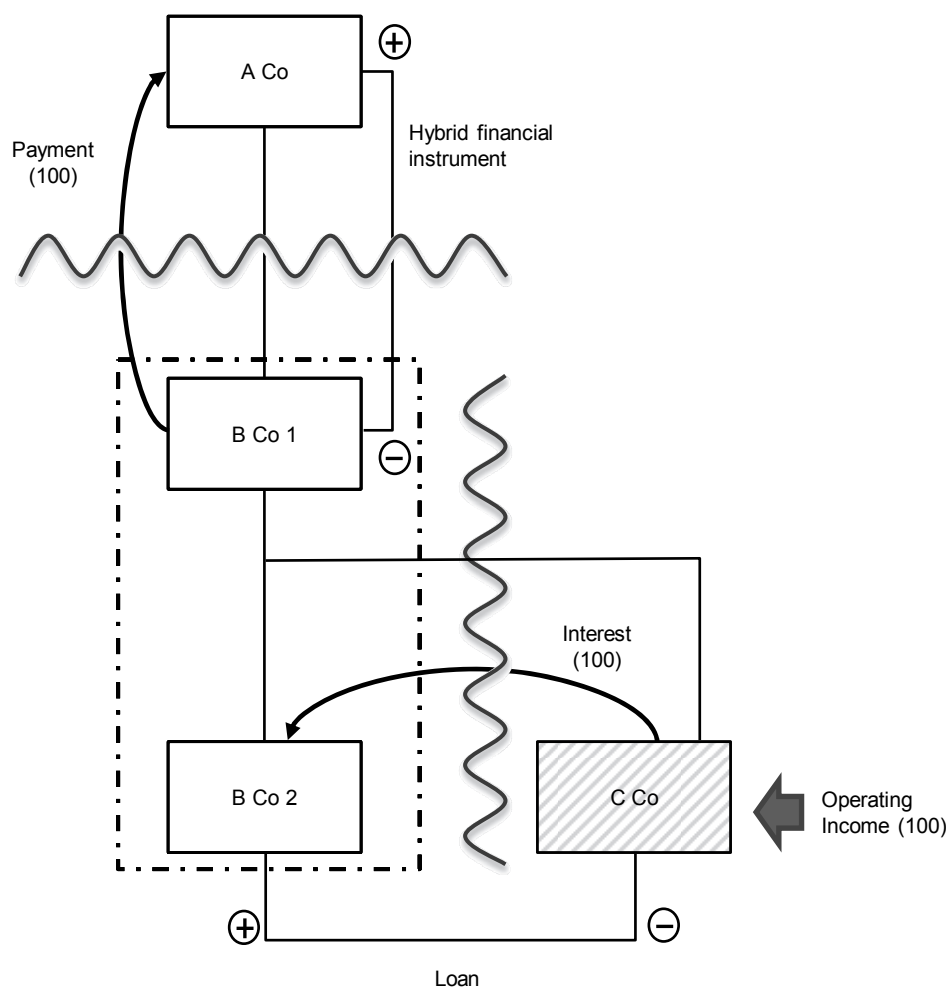 A Co
+
Hybrid financial
instrument
Payment
(100)
B Co 1
−
Interest
(100)
B Co 2
C Co
Operating
Income (100)
+
−
Loan